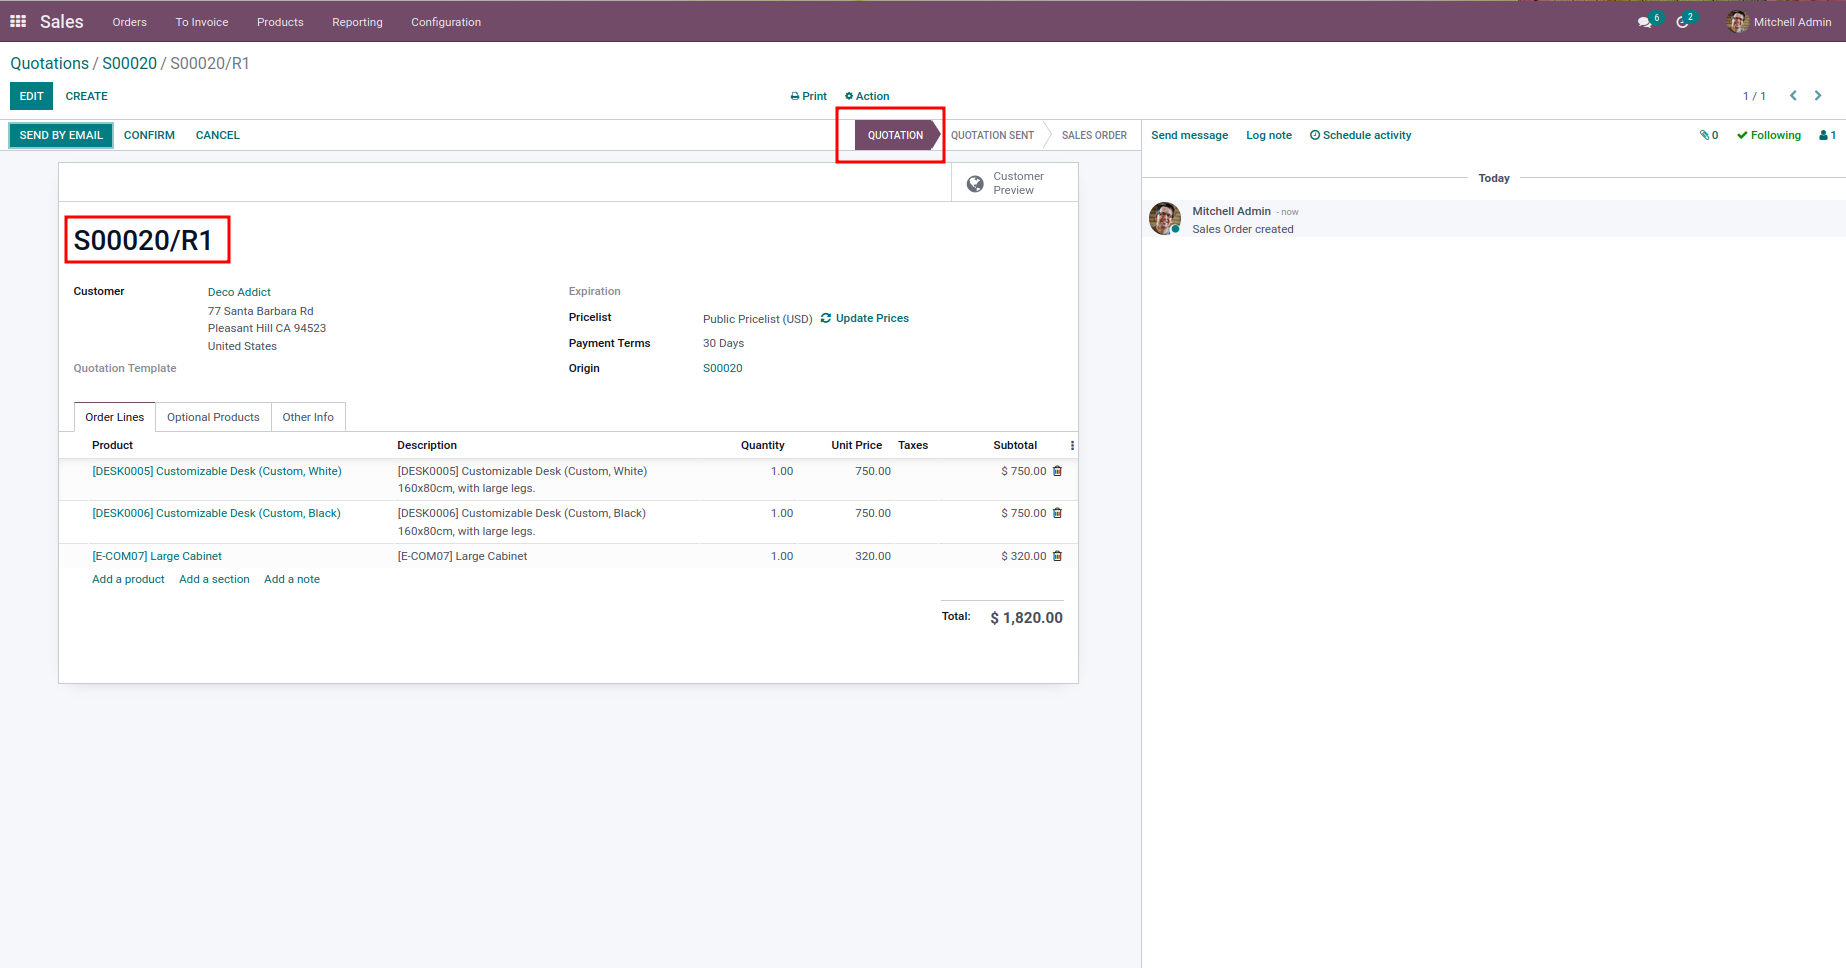 Sales Orders To Invoice Products Reporting Configuration 6 2 Mitchell Admin
Quotations / S00020 / S00020/R1
EDIT CREATE Print Action 1 / 1
SEND BY EMAIL CONFIRM CANCEL QUOTATION QUOTATION SENT SALES ORDER Send message Log note Schedule activity 0 Following 1
Customer
Preview
Today
Mitchell Admin - now
Sales Order created
S00020/R1
Customer Deco Addict
77 Santa Barbara Rd
Pleasant Hill CA 94523
United States
Quotation Template
Expiration
Pricelist Public Pricelist (USD) Update Prices
Payment Terms 30 Days
Origin S00020
Order Lines Optional Products Other Info
Product Description Quantity Unit Price Taxes Subtotal
[DESK0005] Customizable Desk (Custom, White) [DESK0005] Customizable Desk (Custom, White) 1.00 750.00 $ 750.00
160x80cm, with large legs.
[DESK0006] Customizable Desk (Custom, Black) [DESK0006] Customizable Desk (Custom, Black) 1.00 750.00 $ 750.00
160x80cm, with large legs.
[E-COM07] Large Cabinet [E-COM07] Large Cabinet 1.00 320.00 $ 320.00
Add a product Add a section Add a note
Total: $ 1,820.00